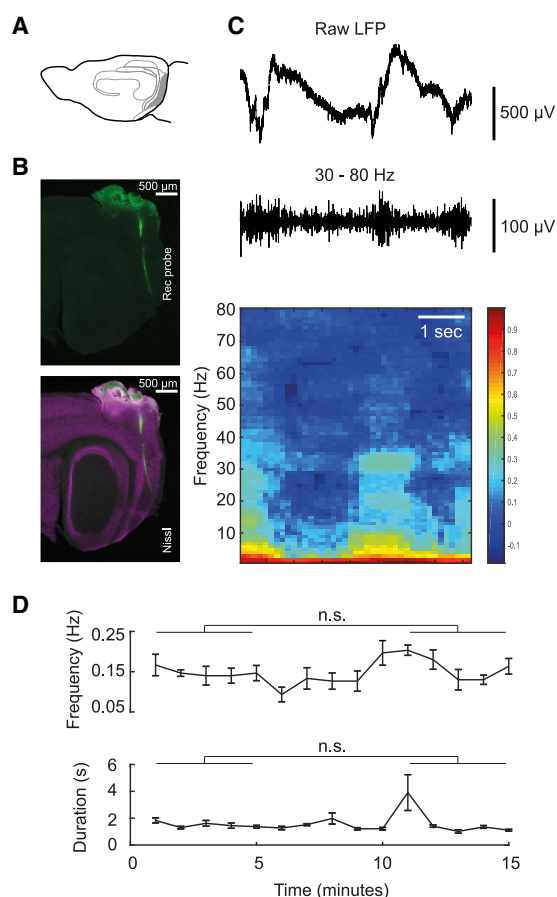 A
B
500 µm
Rec probe
500 µm
Nissl
C
Raw LFP
500 µV
30 - 80 Hz
100 µV
80
70
60
50
40
30
20
10
Frequency (Hz)
1 sec
0.9
0.8
0.7
0.6
0.5
0.4
0.3
0.2
0.1
0
-0.1
D
n.s.
Frequency (Hz)
0.25
0.15
0.05
n.s.
Duration (s)
6
4
2
0
0 5 10 15
Time (minutes)